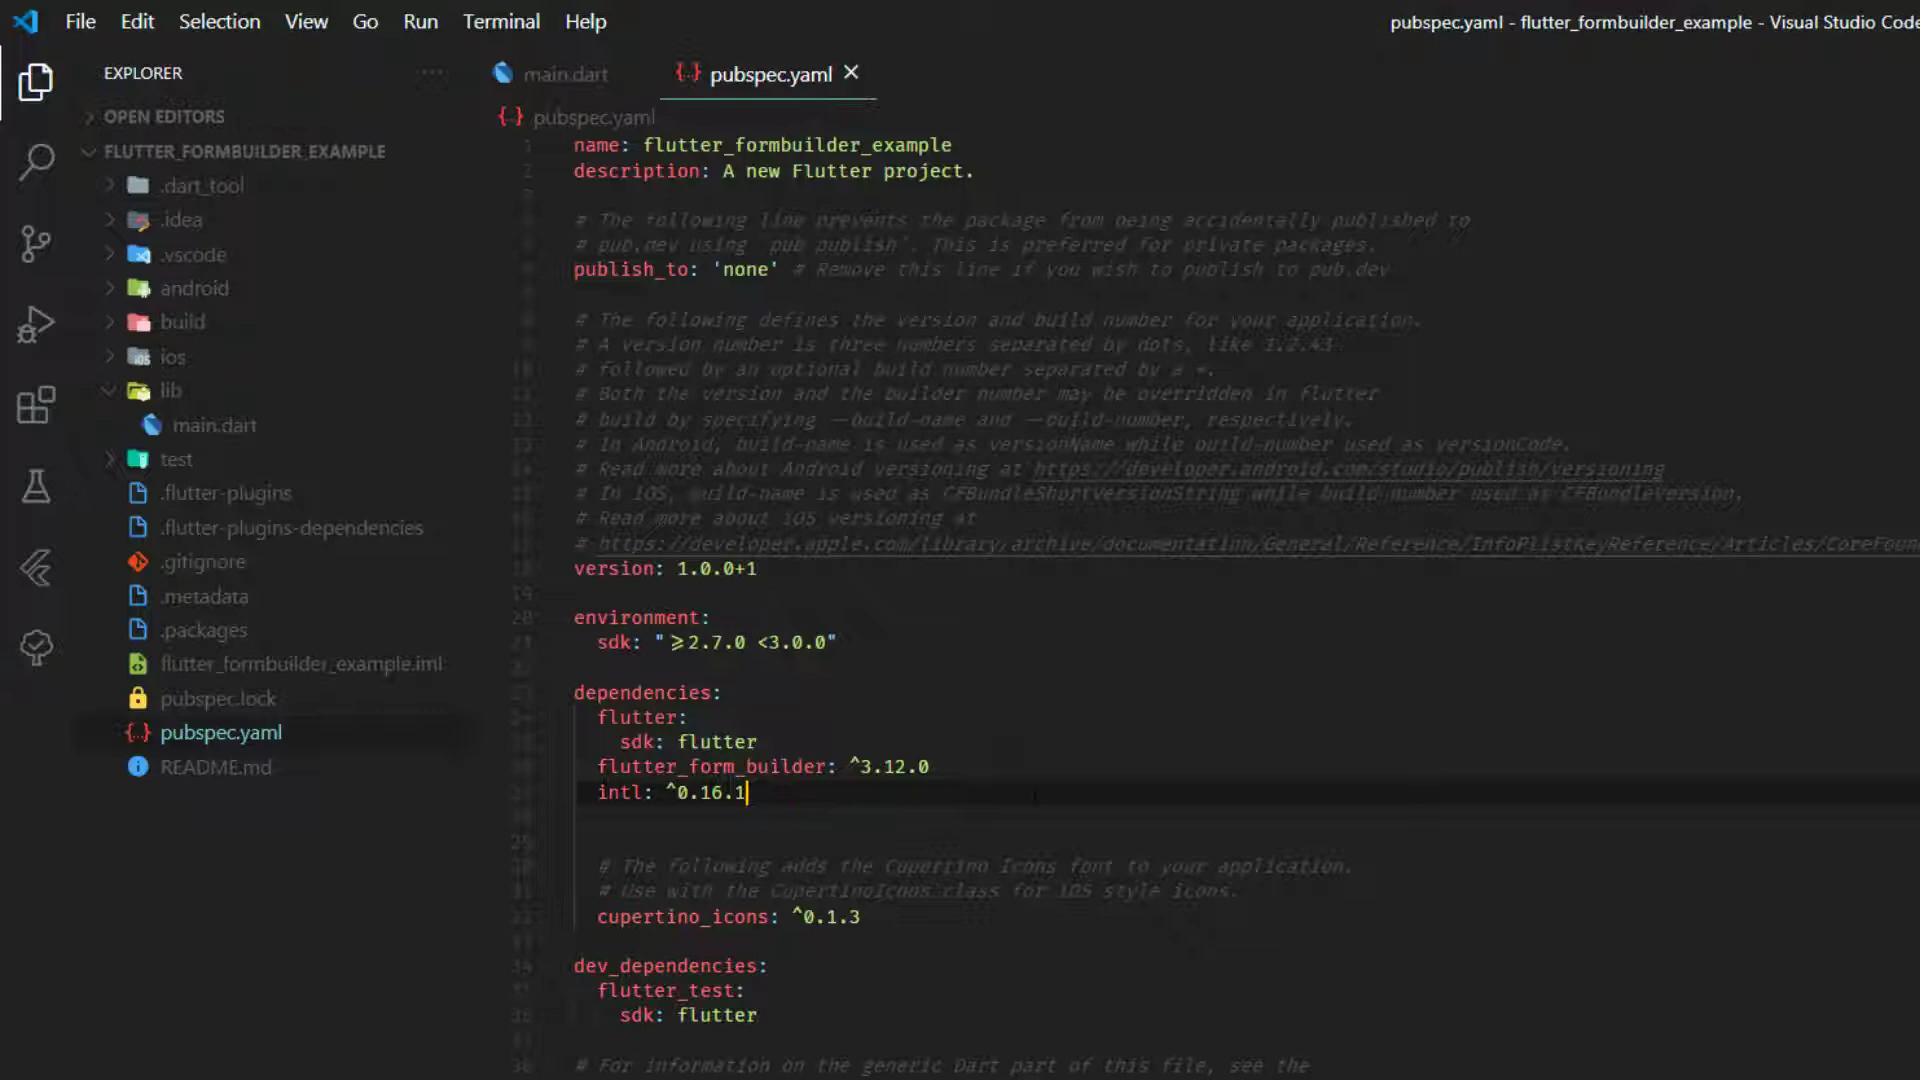 File Edit Selection View Go Run Terminal Help
pubspec.yaml - flutter_formbuilder_example - Visual Studio Code
EXPLORER
OPEN EDITORS
FLUTTER_FORMBUILDER_EXAMPLE
.dart_tool
.idea
.vscode
android
build
ios
lib
main.dart
test
.flutter-plugins
.flutter-plugins-dependencies
.gitignore
.metadata
.packages
flutter_formbuilder_example.iml
pubspec.lock
pubspec.yaml
README.md
main.dart
pubspec.yaml
pubspec.yaml
name: flutter_formbuilder_example
description: A new Flutter project.
# The following line prevents the package from being accidentally published to
# pub.dev using `pub publish`. This is preferred for private packages.
publish_to: 'none' # Remove this line if you wish to publish to pub.dev
# The following defines the version and build number for your application.
# A version number is three numbers separated by dots, like 1.2.43
# followed by an optional build number separated by a +.
# Both the version and the builder number may be overridden in flutter
# build by specifying --build-name and --build-number, respectively.
# In Android, build-name is used as versionName while build-number used as versionCode.
# Read more about Android versioning at https://developer.android.com/studio/publish/versioning
# In iOS, build-name is used as CFBundleShortVersionString while build-number used as CFBundleVersion.
# Read more about iOS versioning at
# https://developer.apple.com/library/archive/documentation/General/Reference/InfoPlistKeyReference/Articles/CoreFoun
version: 1.0.0+1
environment:
sdk: ">=2.7.0 <3.0.0"
dependencies:
flutter:
sdk: flutter
flutter_form_builder: ^3.12.0
intl: ^0.16.1
# The following adds the Cupertino Icons font to your application.
# Use with the CupertinoIcons class for iOS style icons.
cupertino_icons: ^0.1.3
dev_dependencies:
flutter_test:
sdk: flutter
# For information on the generic Dart part of this file, see the